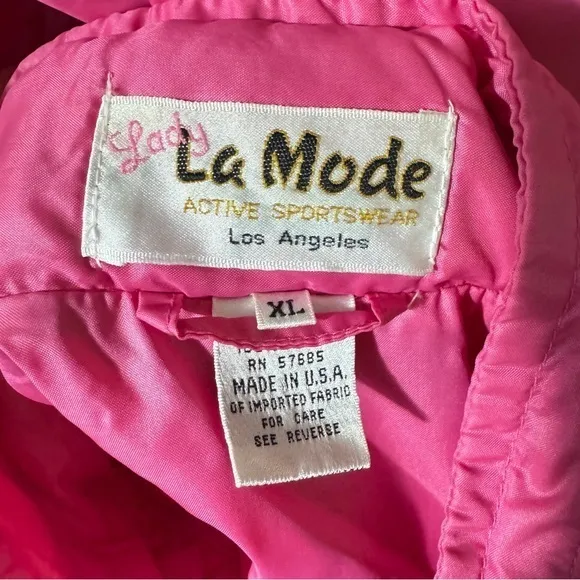 Lady
La Mode
ACTIVE SPORTSWEAR
Los Angeles
XL
RN 57685
MADE IN U.S.A.
OF IMPORTED FABRIC
FOR CARE
SEE REVERSE